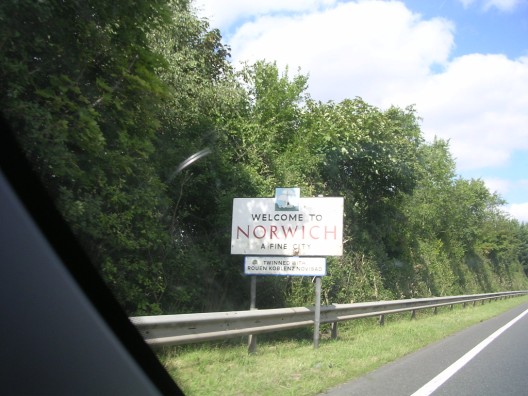 WELCOME TO
NORWICH
A FINE CITY
TWINNED WITH
ROUEN KOBLENZ NOVI SAD